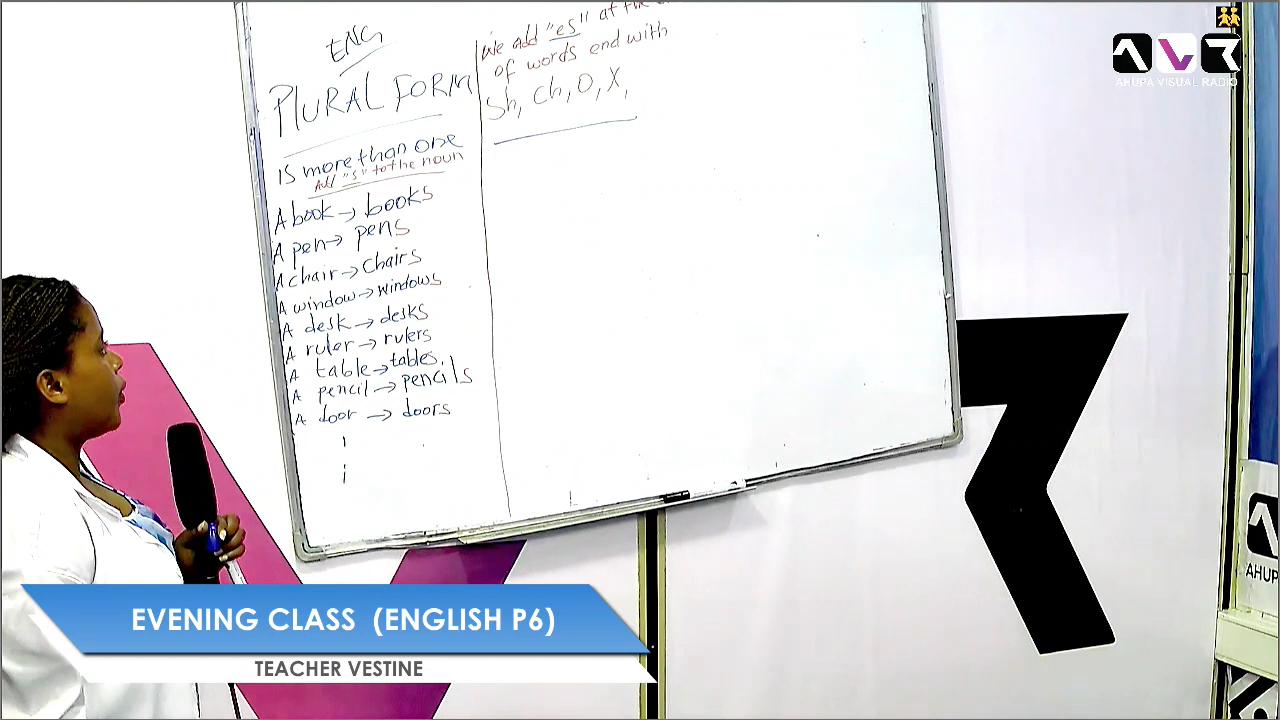 ENG
PLURAL FORM
IS more than one
Add "s" to the noun
A book → books
A pen → pens
A chair → Chairs
A window → windows
A desk → desks
A ruler → rulers
A table → tables.
A pencil → pencils
A door → doors
We add "es" at the
of words end with
Sh, Ch, O, X,
AHUPA VISUAL RADIO
AHUP
EVENING CLASS (ENGLISH P6)
TEACHER VESTINE